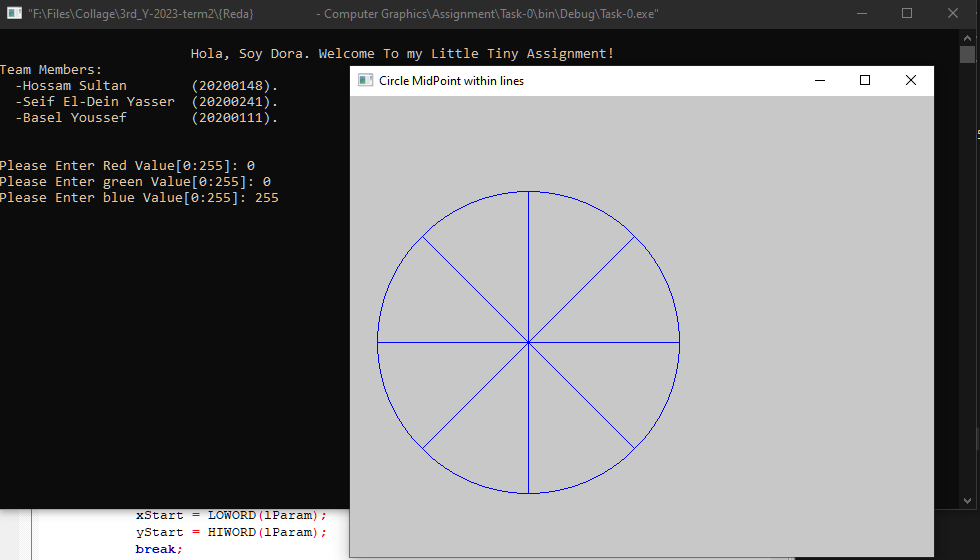 "F:\Files\Collage\3rd_Y-2023-term2\{Reda} - Computer Graphics\Assignment\Task-0\bin\Debug\Task-0.exe"
Hola, Soy Dora. Welcome To my Little Tiny Assignment!
Team Members:
-Hossam Sultan (20200148).
-Seif El-Dein Yasser (20200241).
-Basel Youssef (20200111).
Please Enter Red Value[0:255]: 0
Please Enter green Value[0:255]: 0
Please Enter blue Value[0:255]: 255
Circle MidPoint within lines
xStart = LOWORD(lParam);
yStart = HIWORD(lParam);
break;